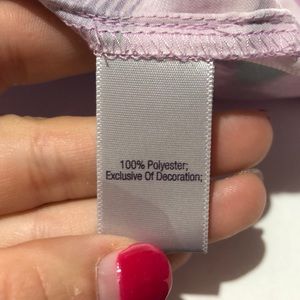 100% Polyester;
Exclusive Of Decoration;